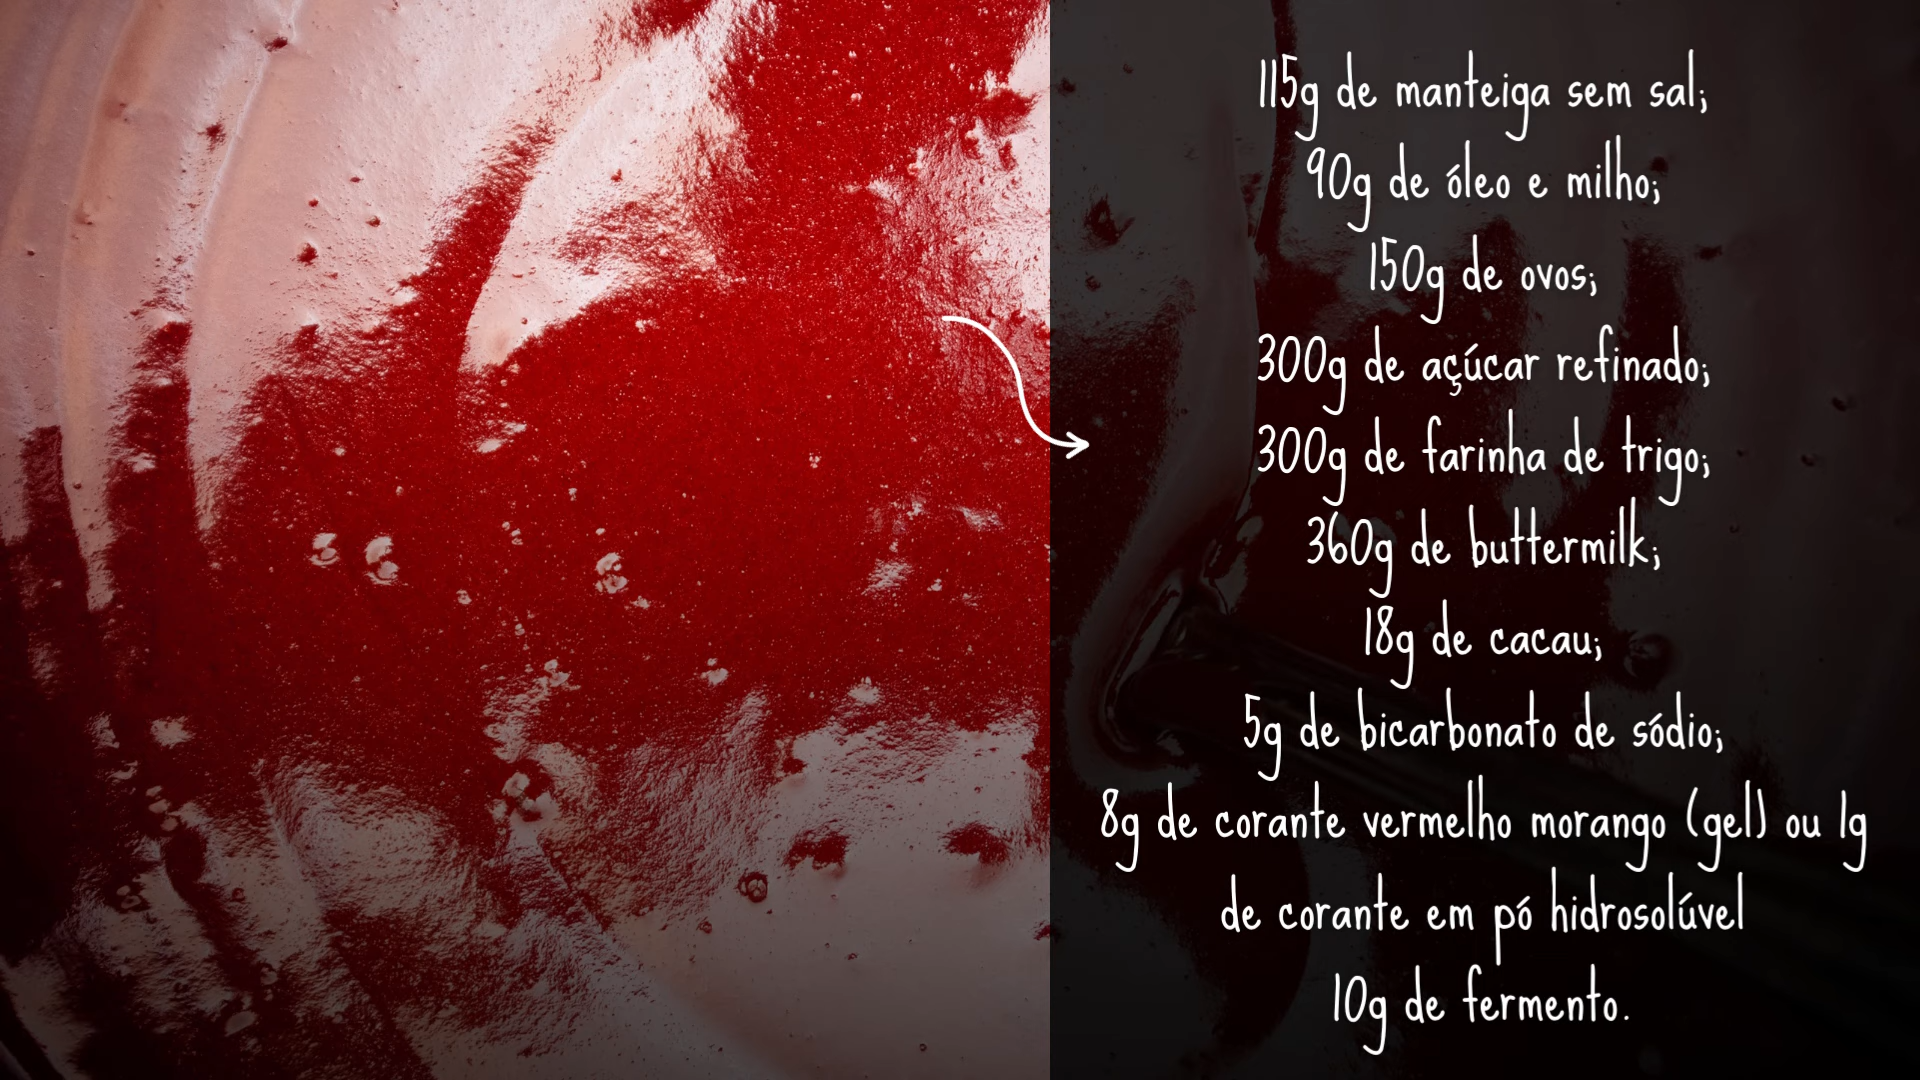 115g de manteiga sem sal;
90g de óleo e milho;
150g de ovos;
300g de açúcar refinado;
300g de farinha de trigo;
360g de buttermilk;
18g de cacau;
5g de bicarbonato de sódio;
8g de corante vermelho morango (gel) ou 1g
de corante em pó hidrosolúvel
10g de fermento.